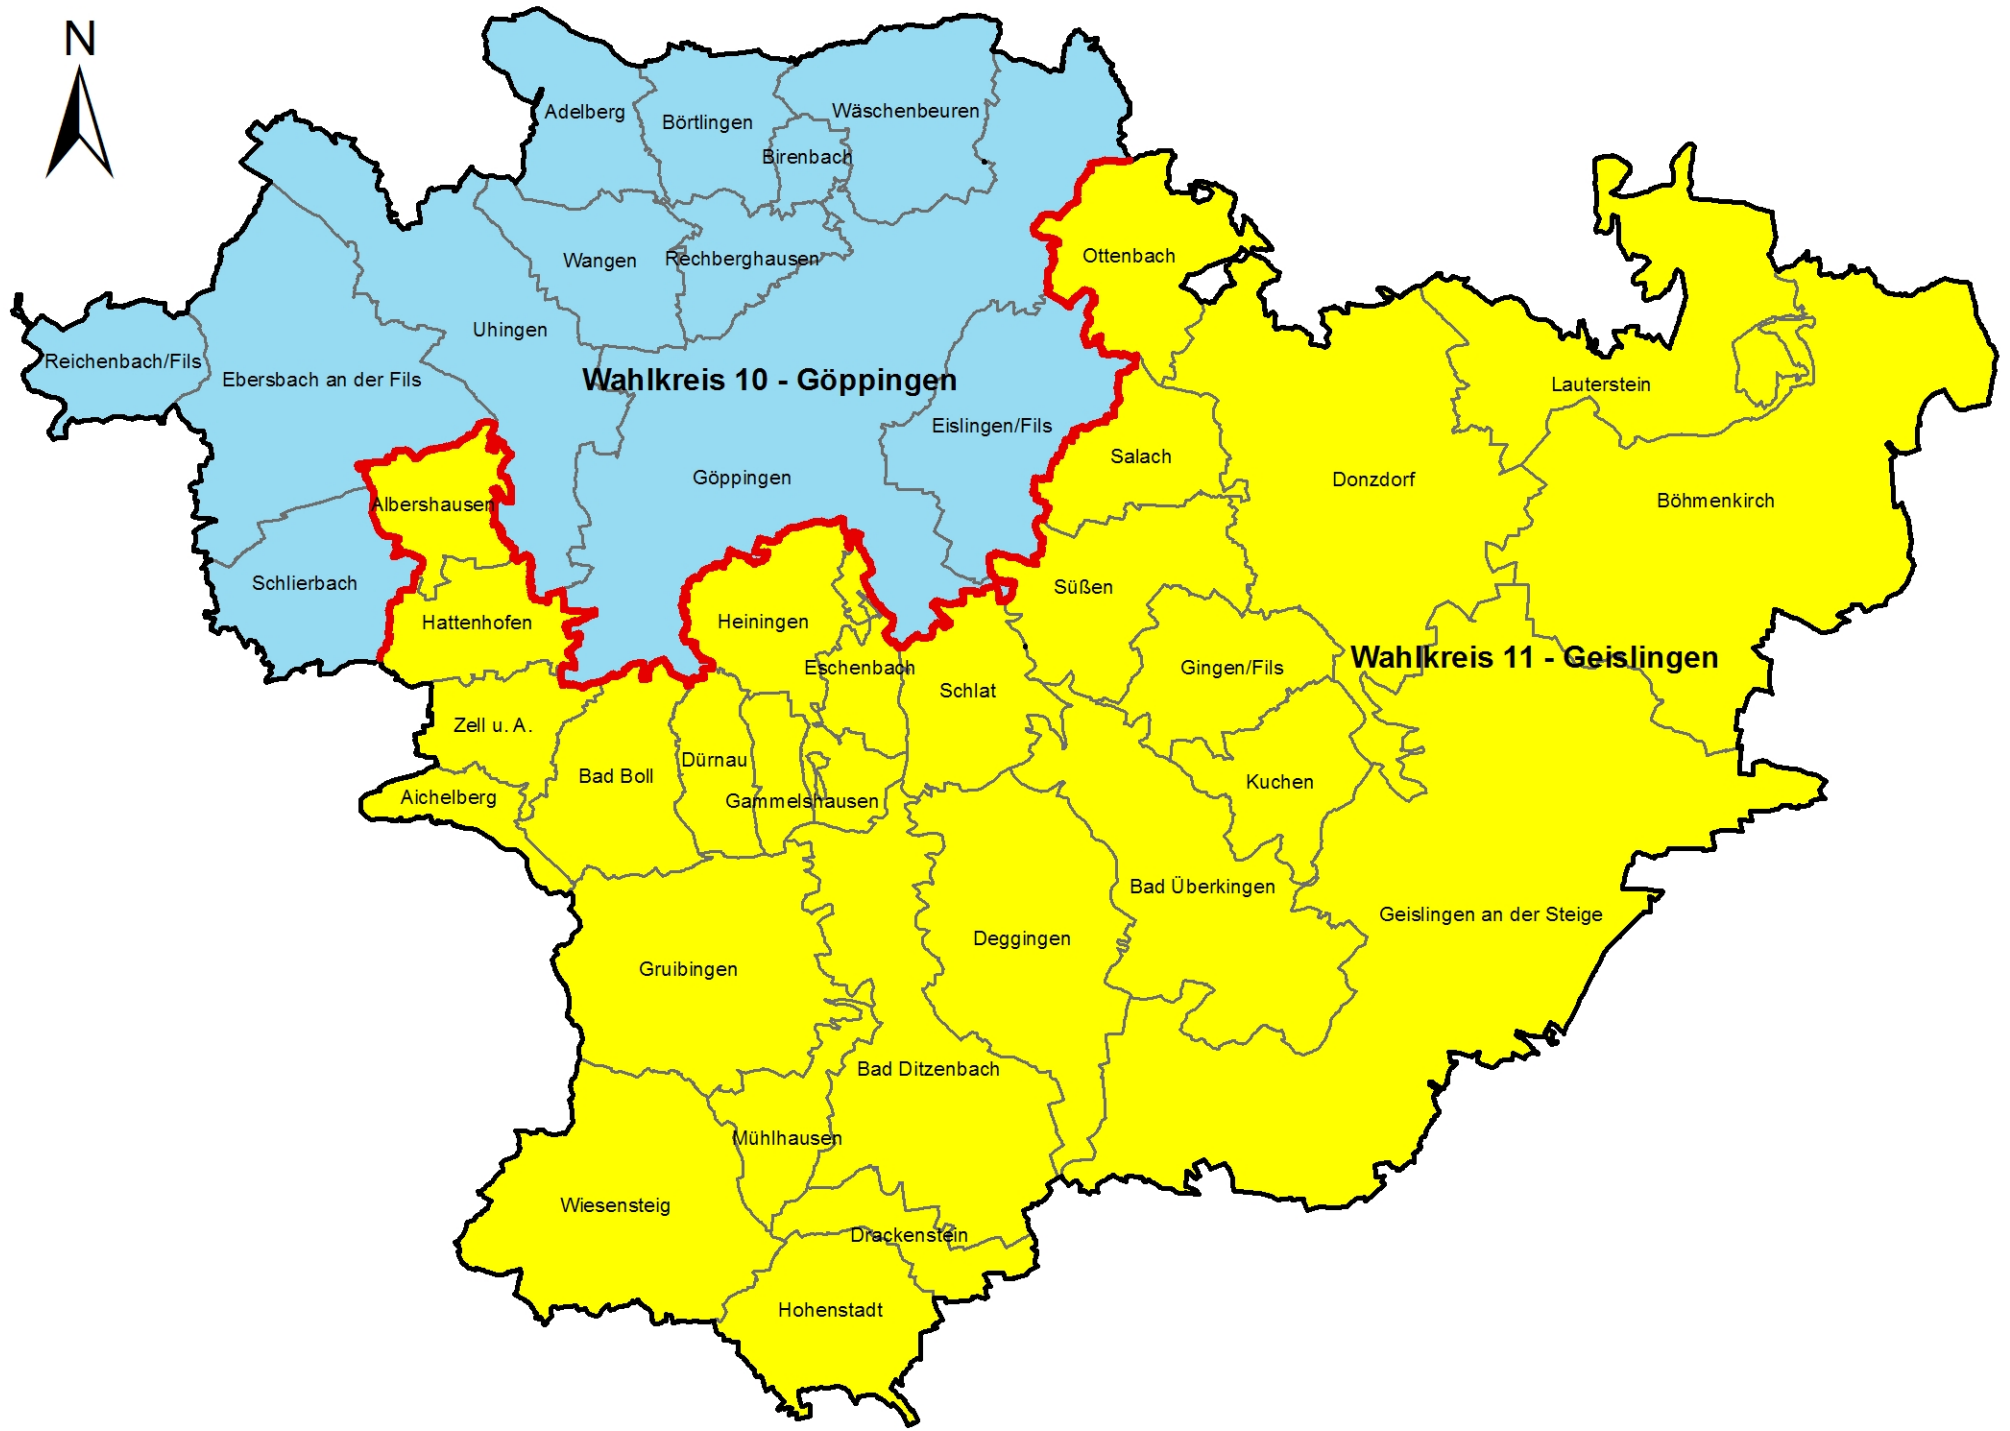 N
Adelberg
Börtlingen
Wäschenbeuren
Birenbach
Wangen
Rechberghausen
Ottenbach
Uhingen
Reichenbach/Fils
Ebersbach an der Fils
Wahlkreis 10 - Göppingen
Lauterstein
Eislingen/Fils
Salach
Göppingen
Donzdorf
Böhmenkirch
Albershausen
Schlierbach
Süßen
Hattenhofen
Heiningen
Eschenbach
Gingen/Fils
Wahlkreis 11 - Geislingen
Schlat
Zell u. A.
Bad Boll
Dürnau
Kuchen
Aichelberg
Gammelshausen
Bad Überkingen
Geislingen an der Steige
Deggingen
Gruibingen
Bad Ditzenbach
Mühlhausen
Wiesensteig
Drackenstein
Hohenstadt